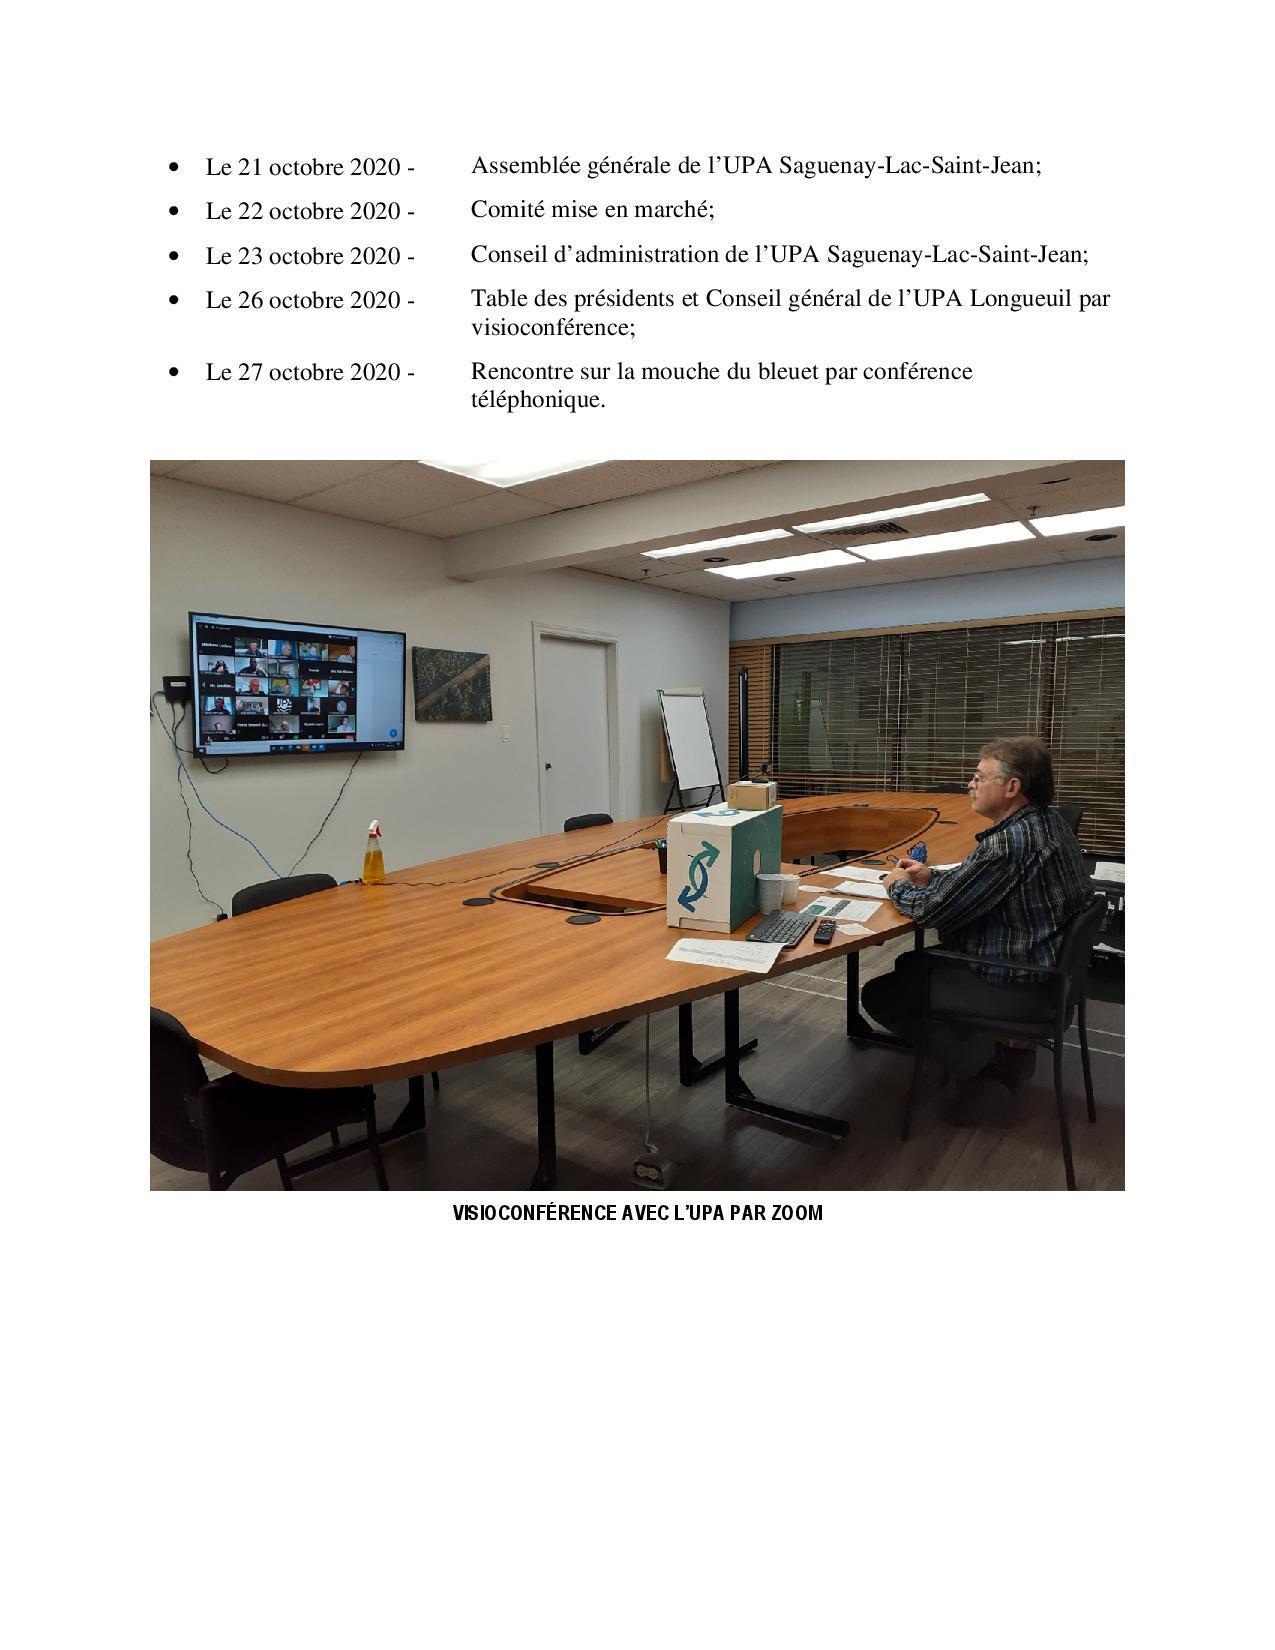 • Le 21 octobre 2020 - Assemblée générale de l’UPA Saguenay-Lac-Saint-Jean;
• Le 22 octobre 2020 - Comité mise en marché;
• Le 23 octobre 2020 - Conseil d’administration de l’UPA Saguenay-Lac-Saint-Jean;
• Le 26 octobre 2020 - Table des présidents et Conseil général de l’UPA Longueuil par
visioconférence;
• Le 27 octobre 2020 - Rencontre sur la mouche du bleuet par conférence
téléphonique.
VISIOCONFÉRENCE AVEC L’UPA PAR ZOOM